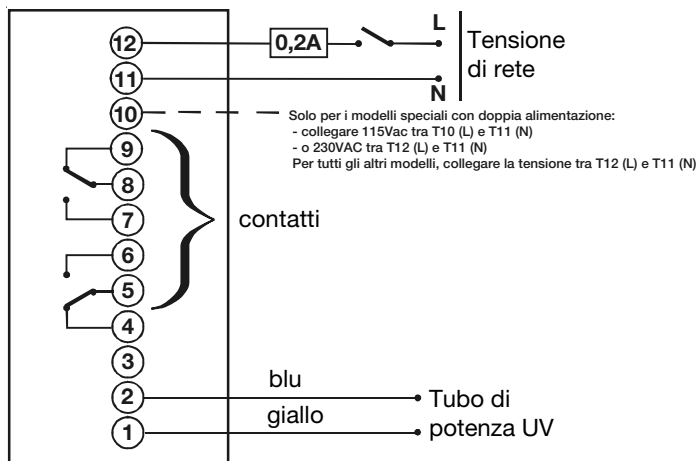 12
0,2A
L
Tensione
di rete
11
N
10
Solo per i modelli speciali con doppia alimentazione:
- collegare 115Vac tra T10 (L) e T11 (N)
- o 230VAC tra T12 (L) e T11 (N)
Per tutti gli altri modelli, collegare la tensione tra T12 (L) e T11 (N)
9
8
7
contatti
6
5
4
3
blu
2
Tubo di
giallo
potenza UV
1